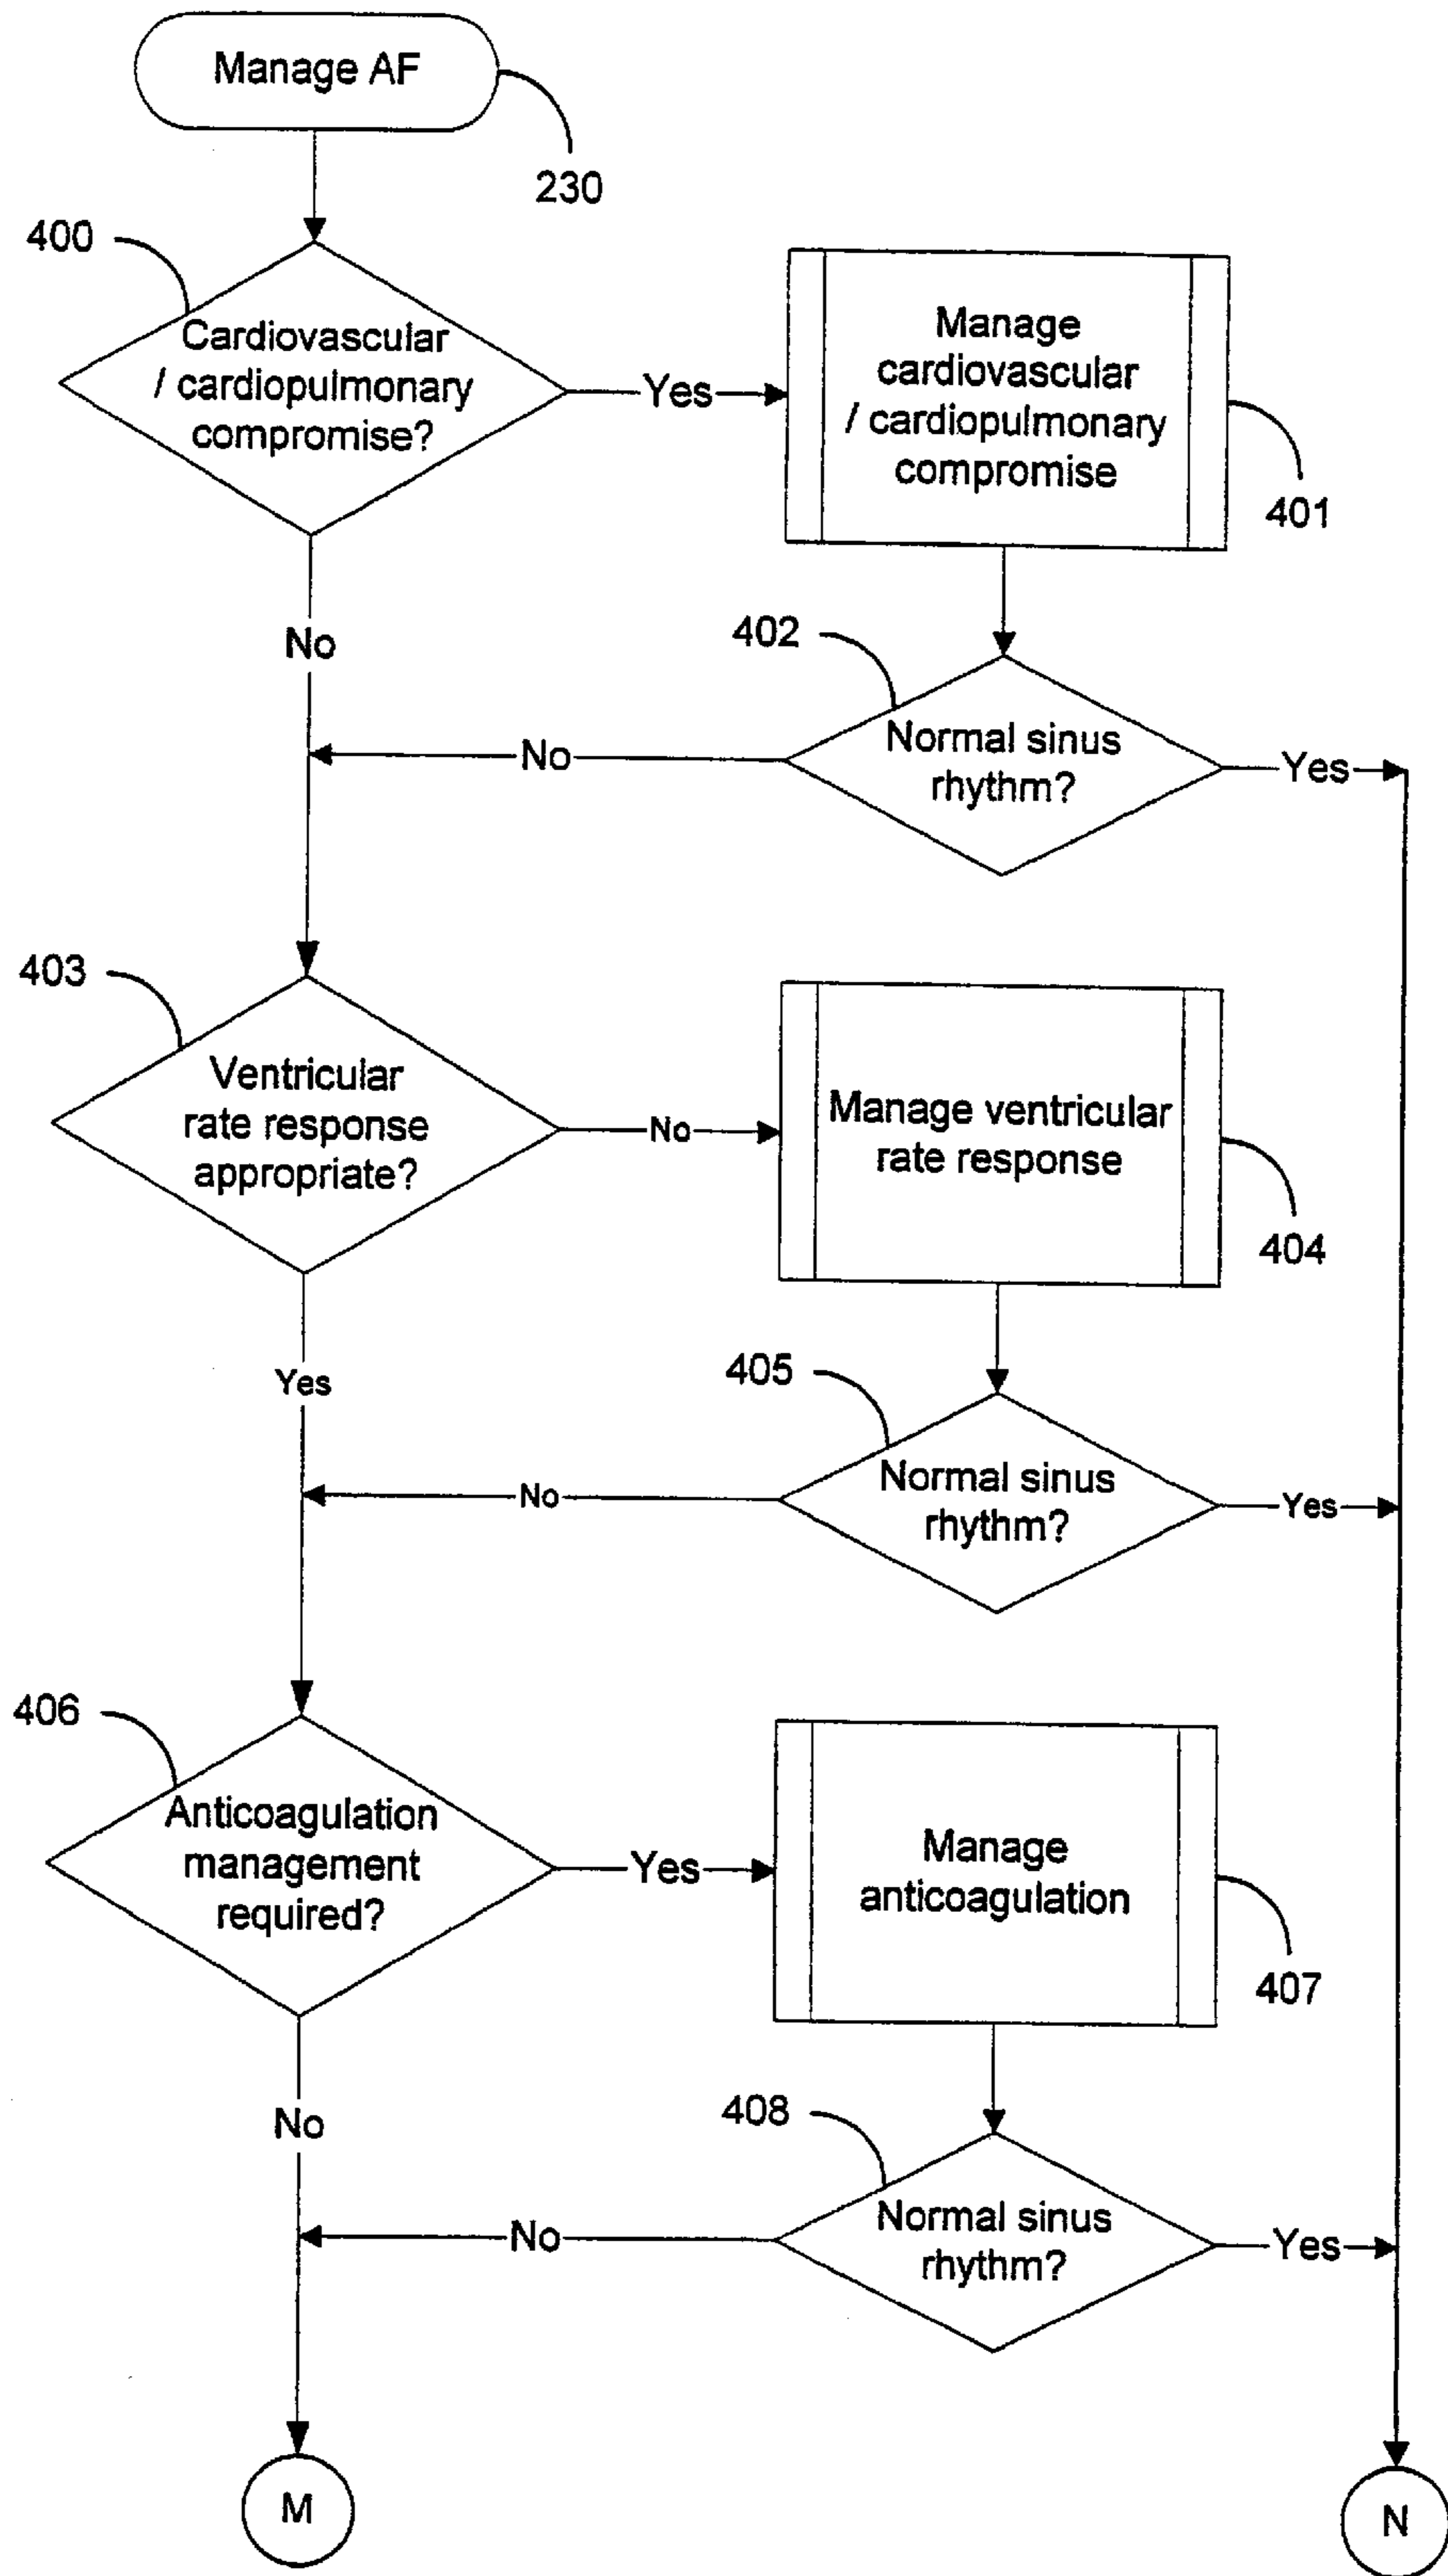 Manage AF
230
400
Cardiovascular
/ cardiopulmonary
compromise?
Yes
Manage
cardiovascular
/ cardiopulmonary
compromise
401
No
402
Normal sinus
rhythm?
No
Yes
403
Ventricular
rate response
appropriate?
No
Manage ventricular
rate response
404
Yes
405
Normal sinus
rhythm?
No
Yes
406
Anticoagulation
management
required?
Yes
Manage
anticoagulation
407
No
408
Normal sinus
rhythm?
No
Yes
M
N